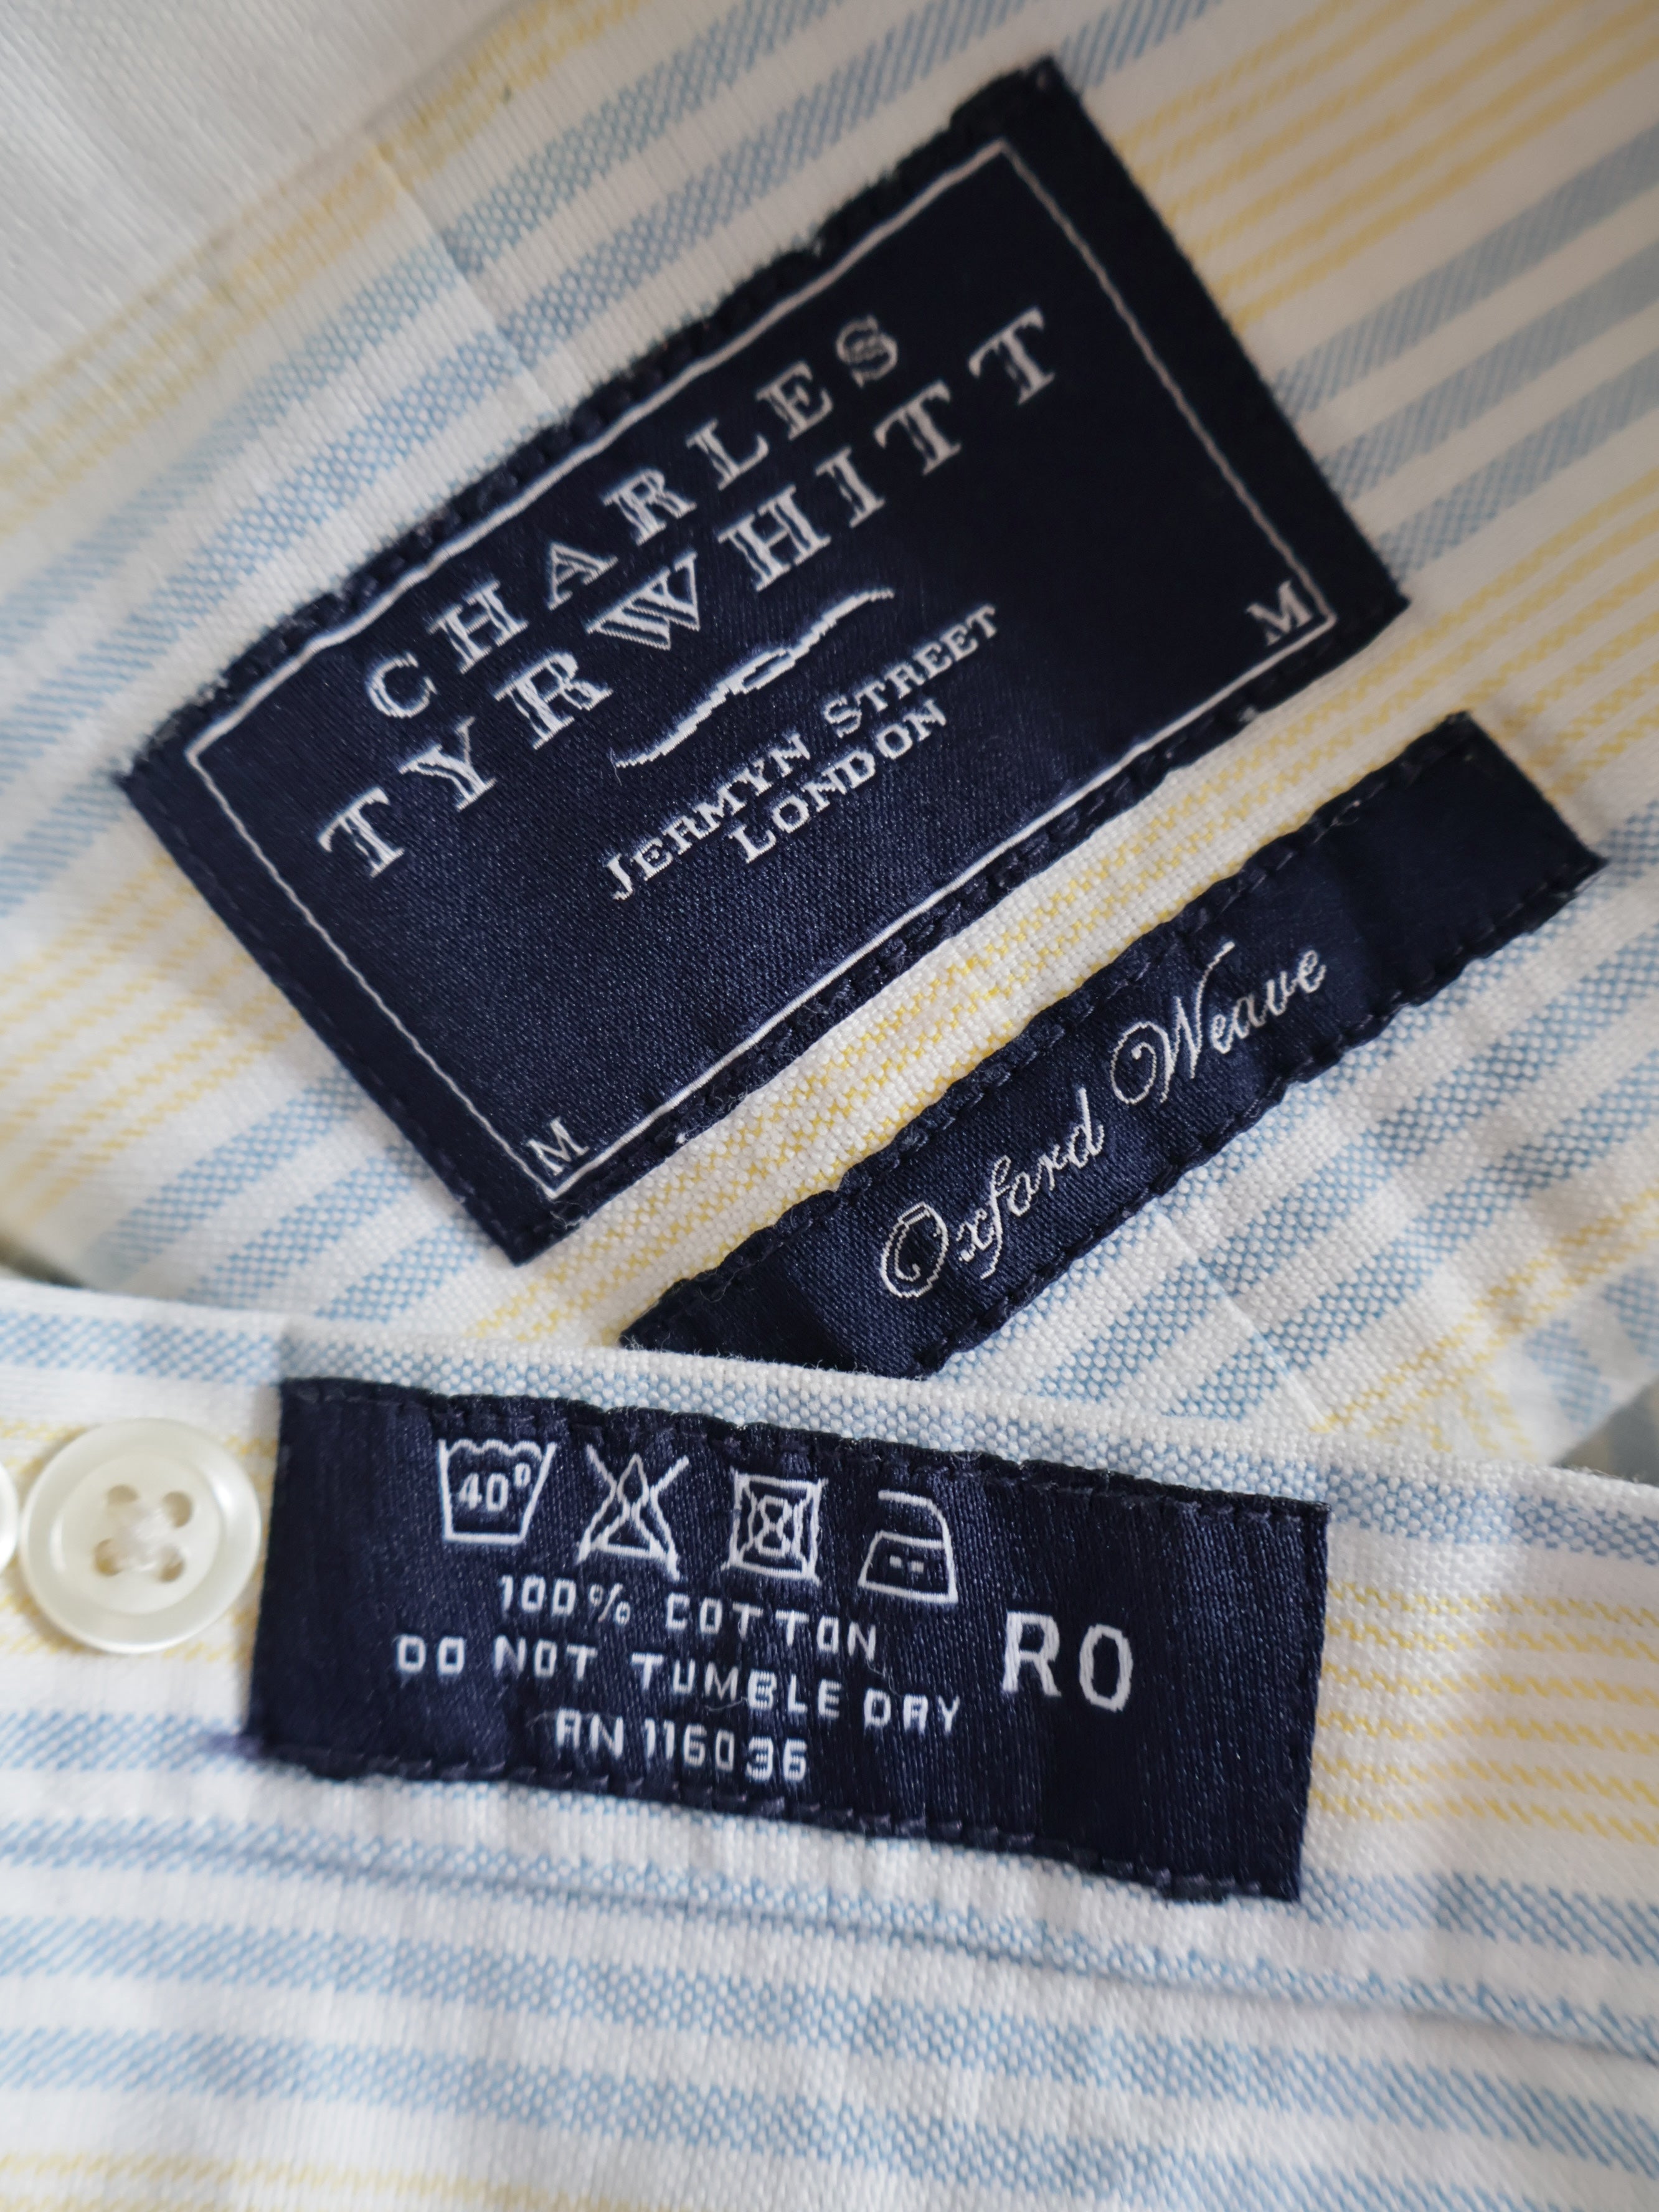 CHARLES
TYRWHITT
JERMYN STREET
LONDON
M M
Oxford Weave
40°
100% COTTON
DO NOT TUMBLE DRY
RN 116036
RO